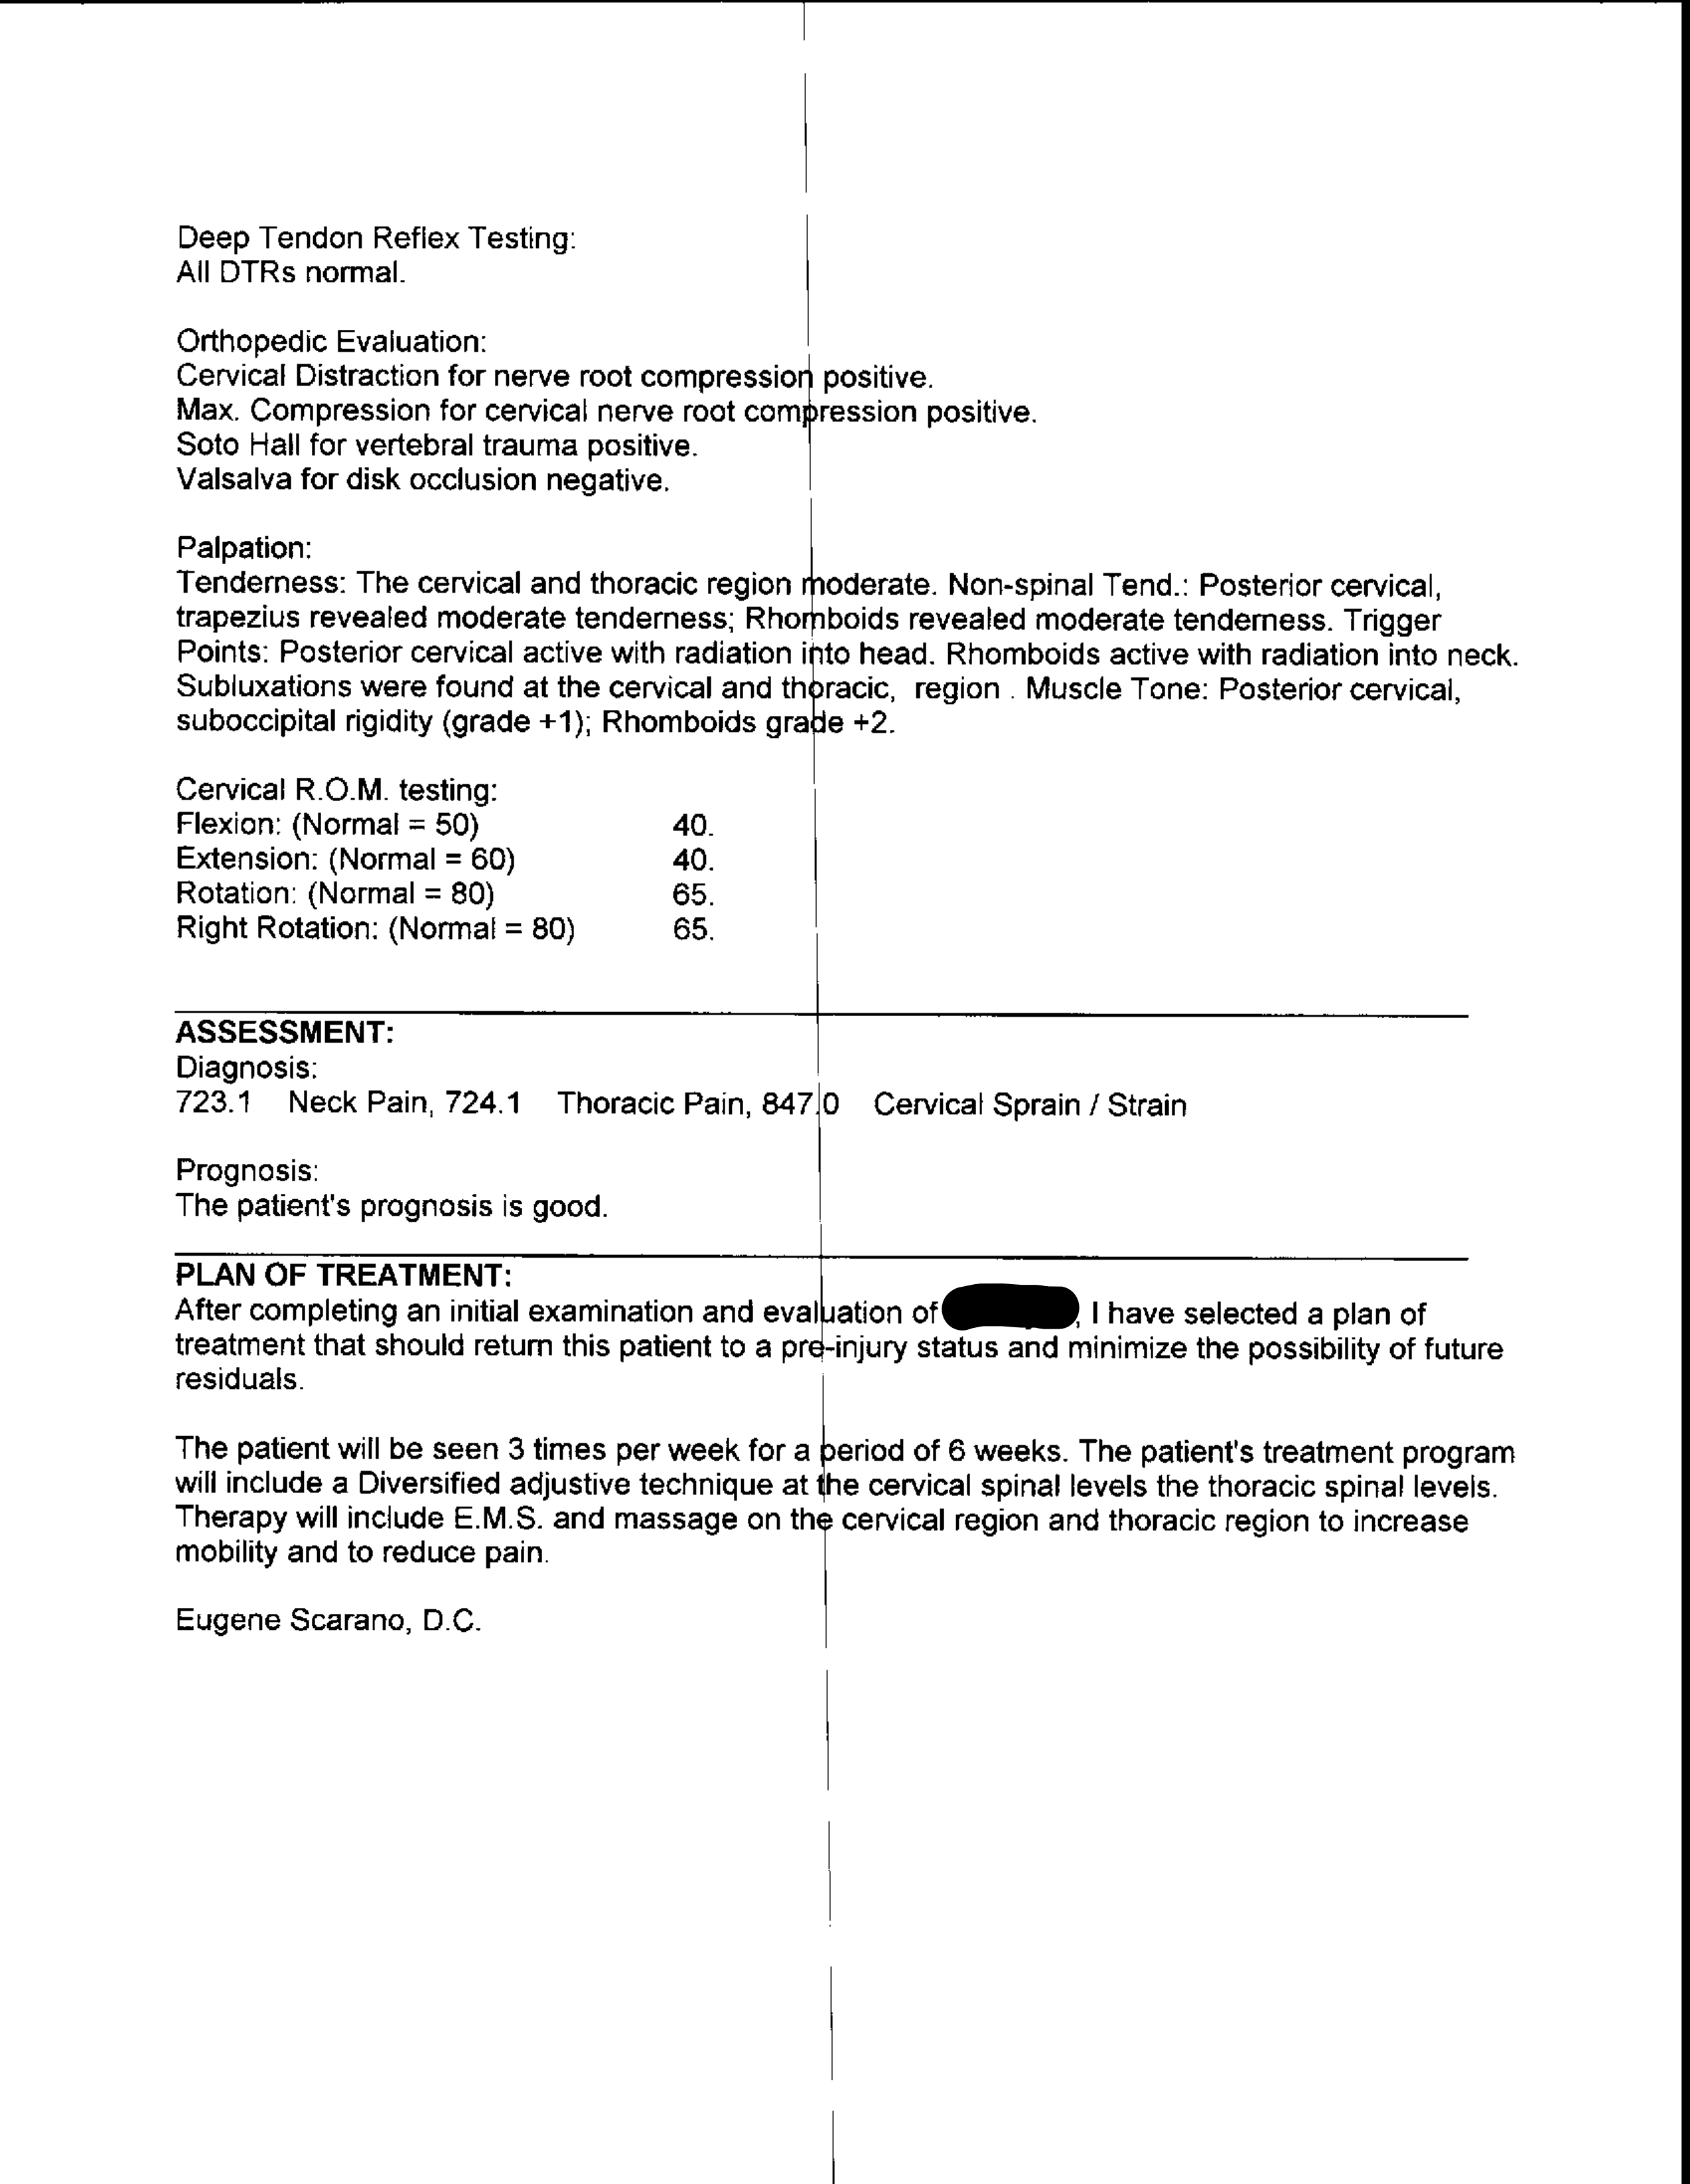 Deep Tendon Reflex Testing:
All DTRs normal.
Orthopedic Evaluation:
Cervical Distraction for nerve root compression positive.
Max. Compression for cervical nerve root compression positive.
Soto Hall for vertebral trauma positive.
Valsalva for disk occlusion negative.
Palpation:
Tenderness: The cervical and thoracic region moderate. Non-spinal Tend.: Posterior cervical,
trapezius revealed moderate tenderness; Rhomboids revealed moderate tenderness. Trigger
Points: Posterior cervical active with radiation into head. Rhomboids active with radiation into neck.
Subluxations were found at the cervical and thoracic,  region . Muscle Tone: Posterior cervical,
suboccipital rigidity (grade +1); Rhomboids grade +2.
Cervical R.O.M. testing:
Flexion: (Normal = 50) 40.
Extension: (Normal = 60) 40.
Rotation: (Normal = 80) 65.
Right Rotation: (Normal = 80) 65.
ASSESSMENT:
Diagnosis:
723.1 Neck Pain, 724.1 Thoracic Pain, 847.0 Cervical Sprain / Strain
Prognosis:
The patient's prognosis is good.
PLAN OF TREATMENT:
After completing an initial examination and evaluation of , I have selected a plan of
treatment that should return this patient to a pre-injury status and minimize the possibility of future
residuals.
The patient will be seen 3 times per week for a period of 6 weeks. The patient's treatment program
will include a Diversified adjustive technique at the cervical spinal levels the thoracic spinal levels.
Therapy will include E.M.S. and massage on the cervical region and thoracic region to increase
mobility and to reduce pain.
Eugene Scarano, D.C.